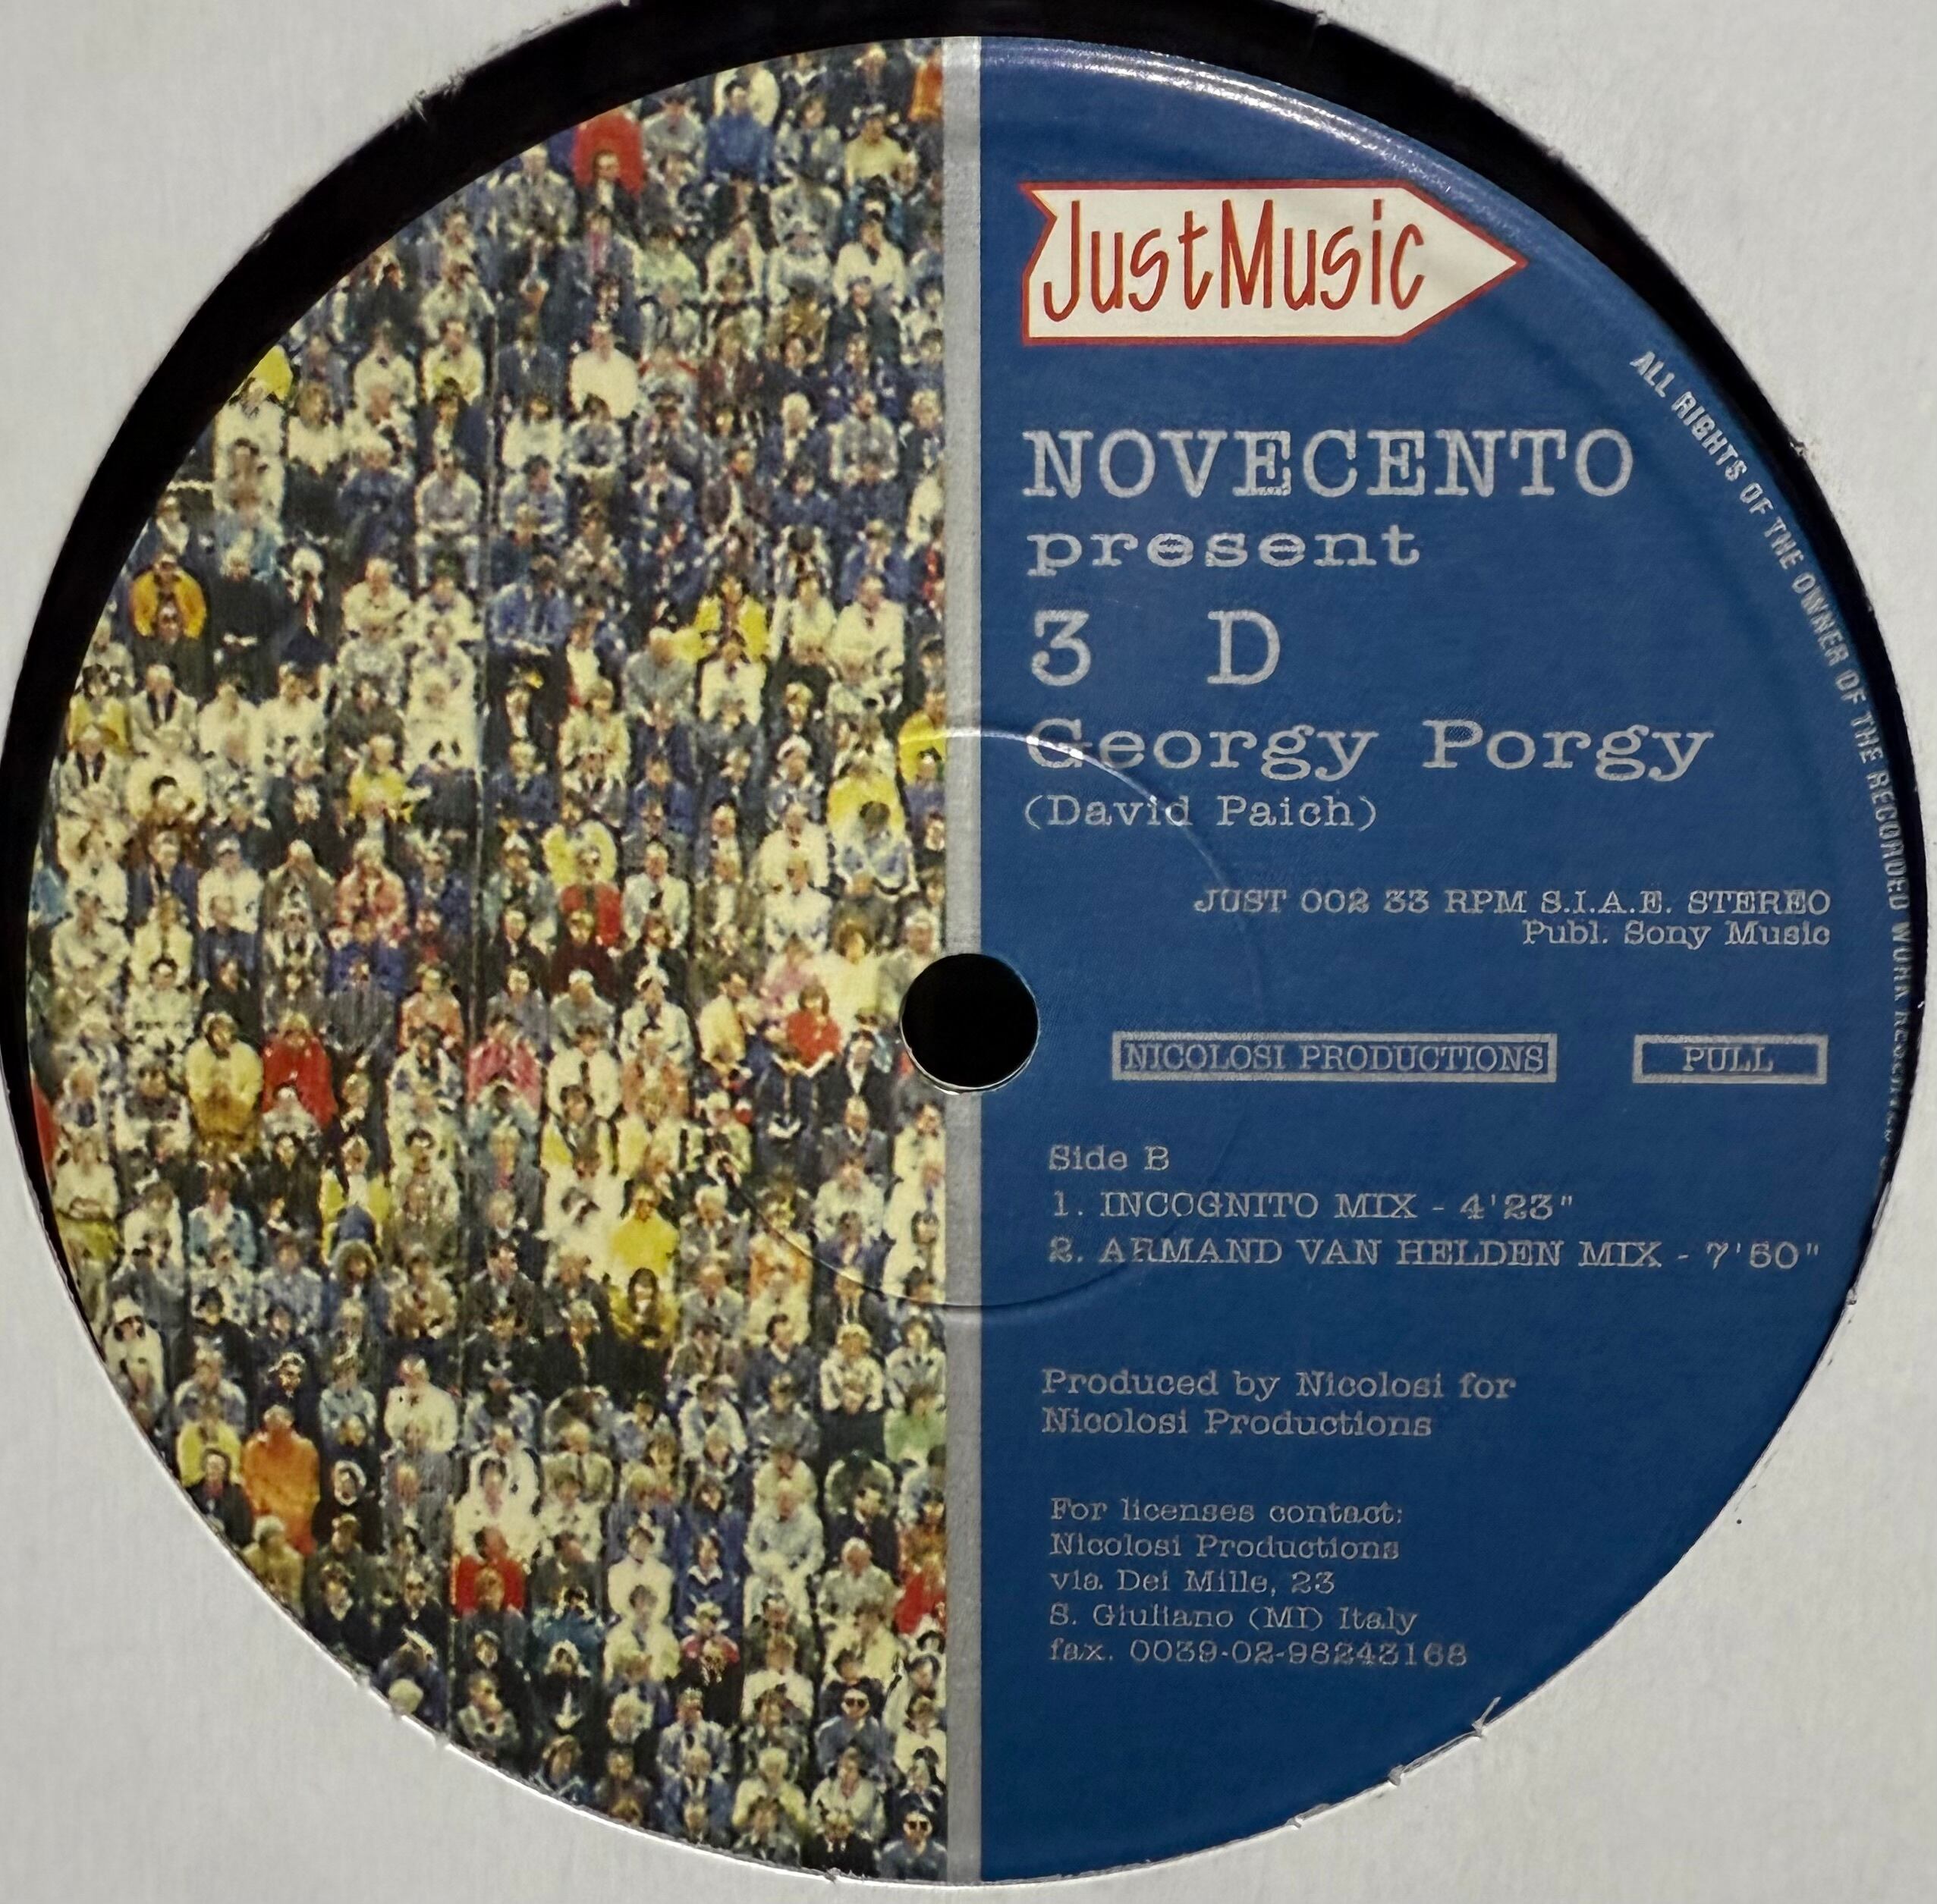 JustMusic
NOVECENTO
present
3 D
Georgy Porgy
(David Paich)
JUST 002 33 RPM S.I.A.E. STEREO
Publ. Sony Music
NICOLOSI PRODUCTIONS
PULL
Side B
1. INCOGNITO MIX - 4'23"
2. ARMAND VAN HELDEN MIX - 7'50"
Produced by Nicolosi for
Nicolosi Productions
For licenses contact:
Nicolosi Productions
via Dei Mille, 23
S. Giuliano (MI) Italy
fax. 0039-02-98243168
ALL RIGHTS OF THE OWNER OF THE RECORDED WORK